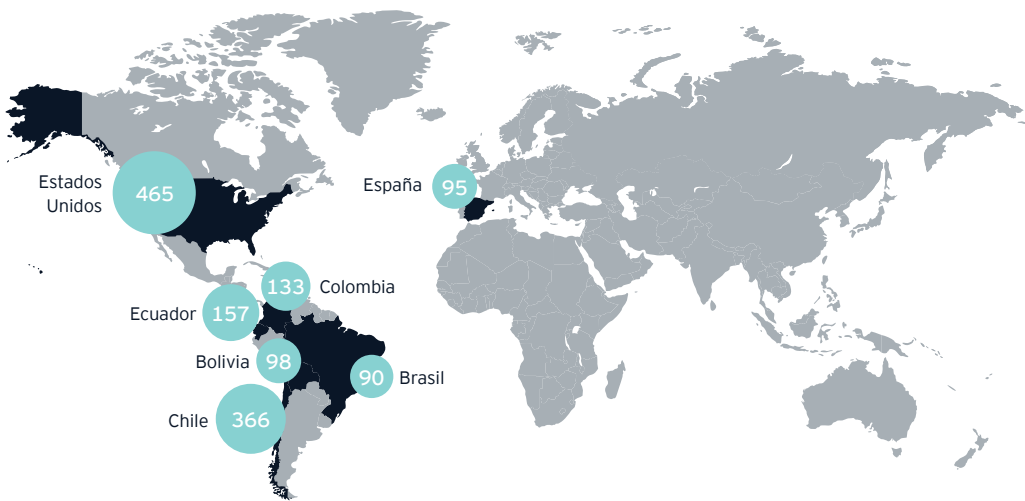 Estados
Unidos
465
España
95
133
Colombia
Ecuador
157
Bolivia
98
90
Brasil
Chile
366